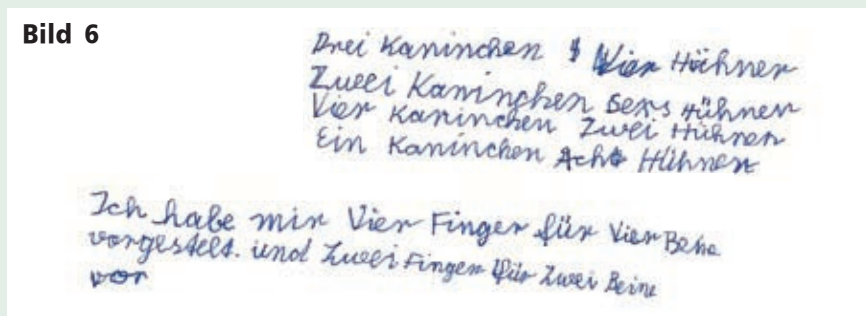 Bild 6
Drei Kaninchen Vier Hühner
Zwei Kaninchen sexs Hühner
Vier Kaninchen Zwei Hühner
Ein Kaninchen Acht Hühner
Ich habe mir Vier Finger für Vier Beine
vorgestelt. und Zwei Finger für Zwei Beine
vor